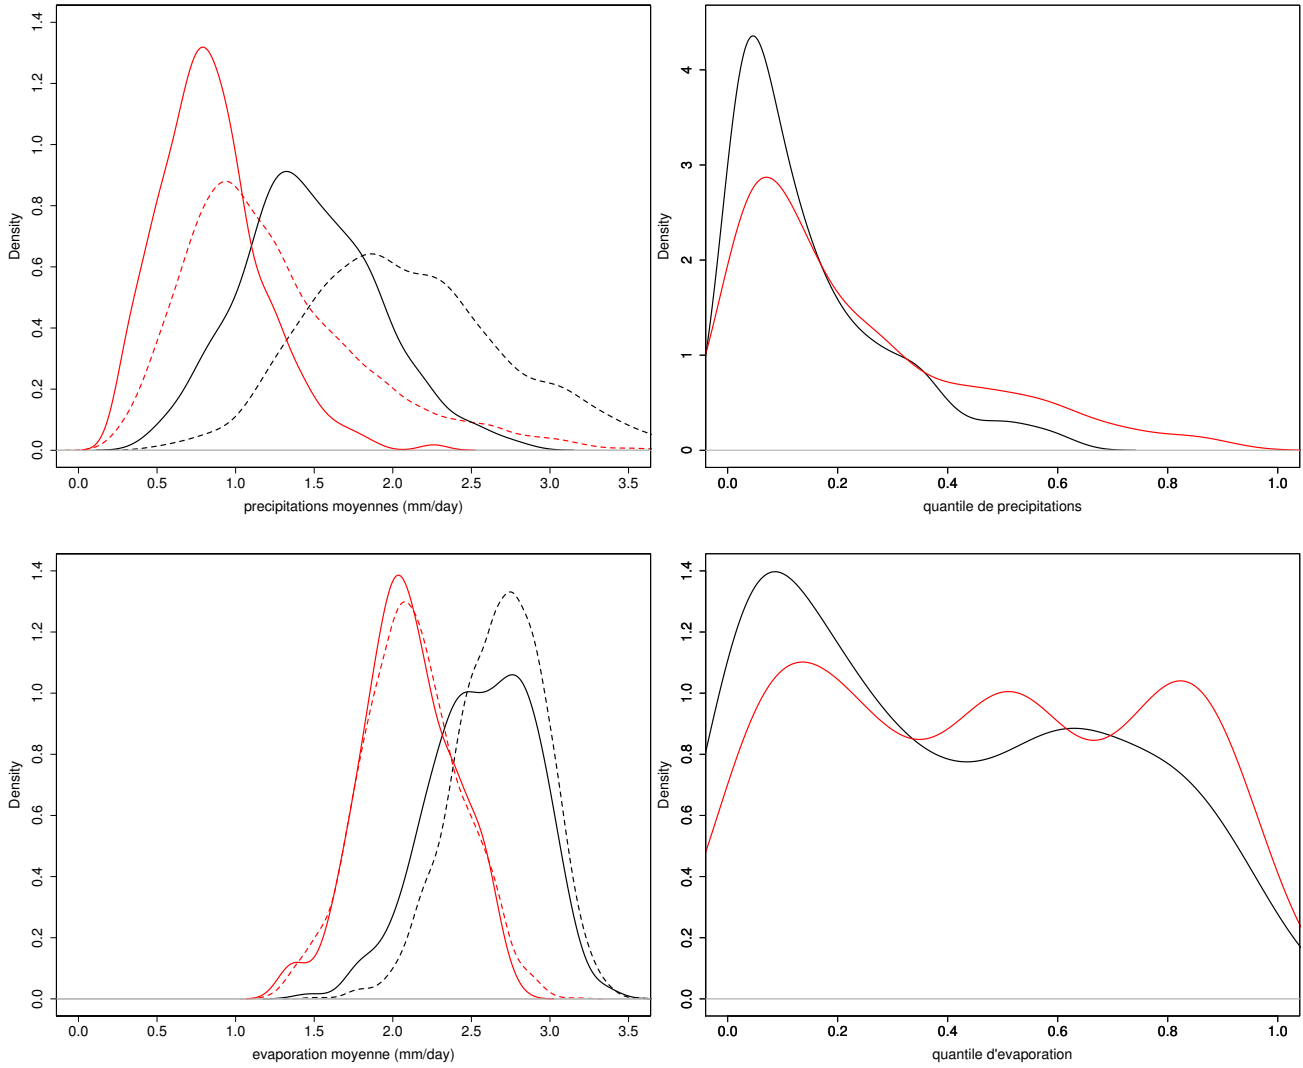 Density
0.0 0.2 0.4 0.6 0.8 1.0 1.2 1.4
0.0 0.5 1.0 1.5 2.0 2.5 3.0 3.5
precipitations moyennes (mm/day)
Density
0 1 2 3 4
0.0 0.2 0.4 0.6 0.8 1.0
quantile de precipitations
Density
0.0 0.2 0.4 0.6 0.8 1.0 1.2 1.4
0.0 0.5 1.0 1.5 2.0 2.5 3.0 3.5
evaporation moyenne (mm/day)
Density
0.0 0.2 0.4 0.6 0.8 1.0 1.2 1.4
0.0 0.2 0.4 0.6 0.8 1.0
quantile d'evaporation